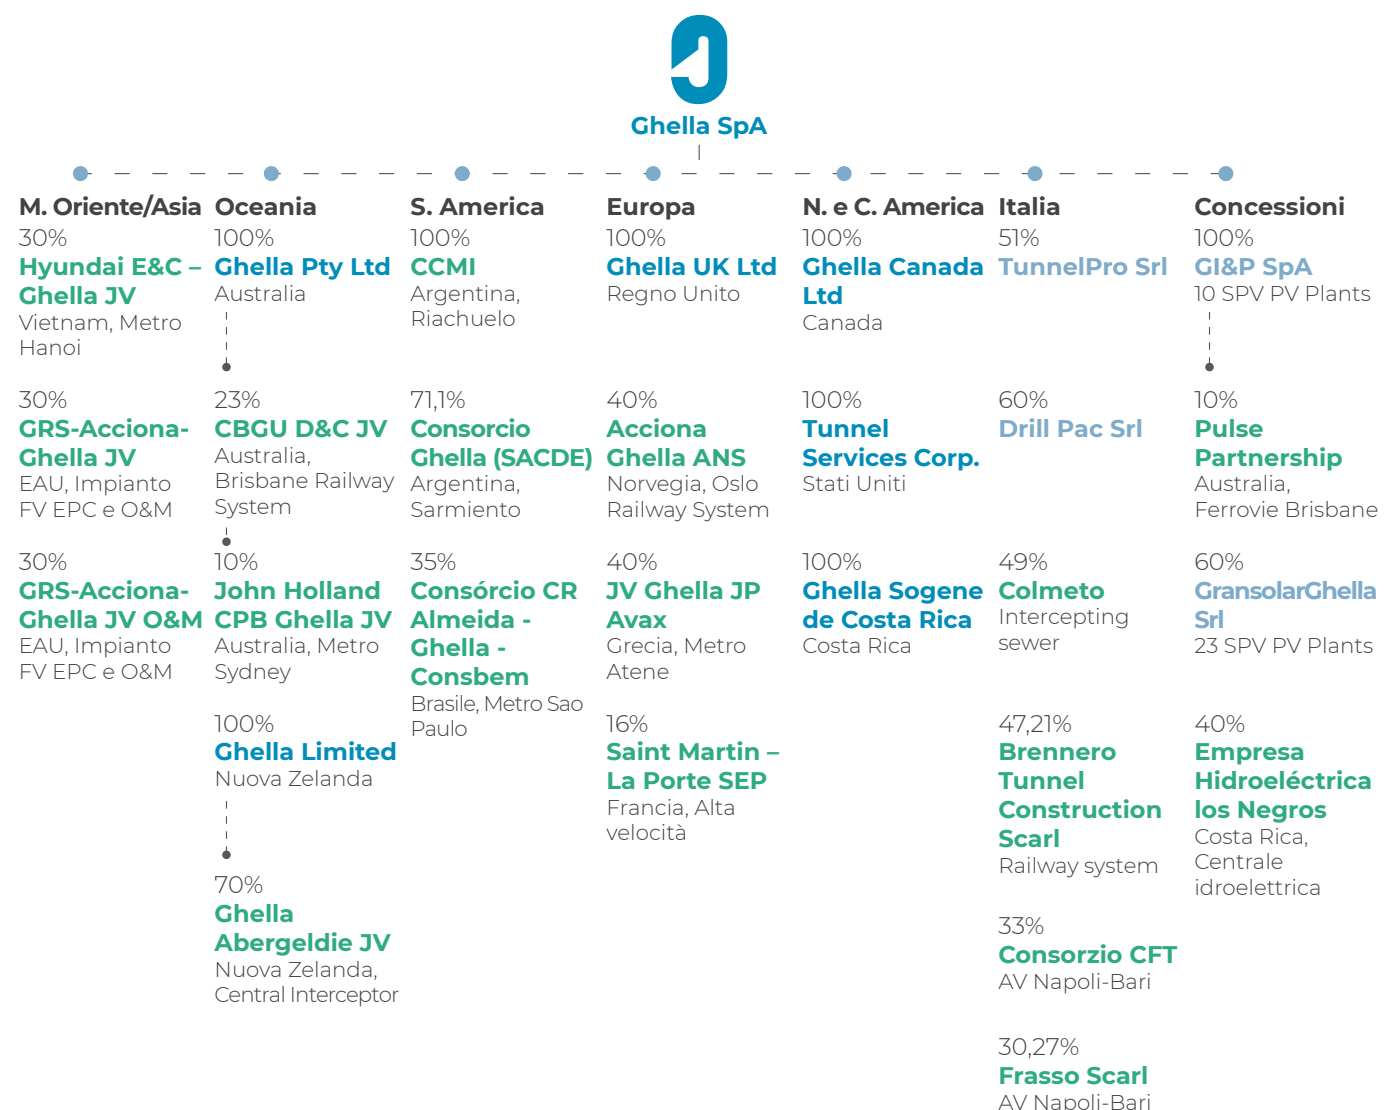 Ghella SpA
M. Oriente/Asia
30%
Hyundai E&C –
Ghella JV
Vietnam, Metro
Hanoi
30%
GRS-Acciona-
Ghella JV
EAU, Impianto
FV EPC e O&M
30%
GRS-Acciona-
Ghella JV O&M
EAU, Impianto
FV EPC e O&M
Oceania
100%
Ghella Pty Ltd
Australia
23%
CBGU D&C JV
Australia,
Brisbane Railway
System
10%
John Holland
CPB Ghella JV
Australia, Metro
Sydney
100%
Ghella Limited
Nuova Zelanda
70%
Ghella
Abergeldie JV
Nuova Zelanda,
Central Interceptor
S. America
100%
CCMI
Argentina,
Riachuelo
71,1%
Consorcio
Ghella (SACDE)
Argentina,
Sarmiento
35%
Consórcio CR
Almeida -
Ghella -
Consbem
Brasile, Metro Sao
Paulo
Europa
100%
Ghella UK Ltd
Regno Unito
40%
Acciona
Ghella ANS
Norvegia, Oslo
Railway System
40%
JV Ghella JP
Avax
Grecia, Metro
Atene
16%
Saint Martin –
La Porte SEP
Francia, Alta
velocità
N. e C. America
100%
Ghella Canada
Ltd
Canada
100%
Tunnel
Services Corp.
Stati Uniti
100%
Ghella Sogene
de Costa Rica
Costa Rica
Italia
51%
TunnelPro Srl
60%
Drill Pac Srl
49%
Colmeto
Intercepting
sewer
47,21%
Brennero
Tunnel
Construction
Scarl
Railway system
33%
Consorzio CFT
AV Napoli-Bari
30,27%
Frasso Scarl
AV Napoli-Bari
Concessioni
100%
GI&P SpA
10 SPV PV Plants
10%
Pulse
Partnership
Australia,
Ferrovie Brisbane
60%
GransolarGhella
Srl
23 SPV PV Plants
40%
Empresa
Hidroeléctrica
los Negros
Costa Rica,
Centrale
idroelettrica